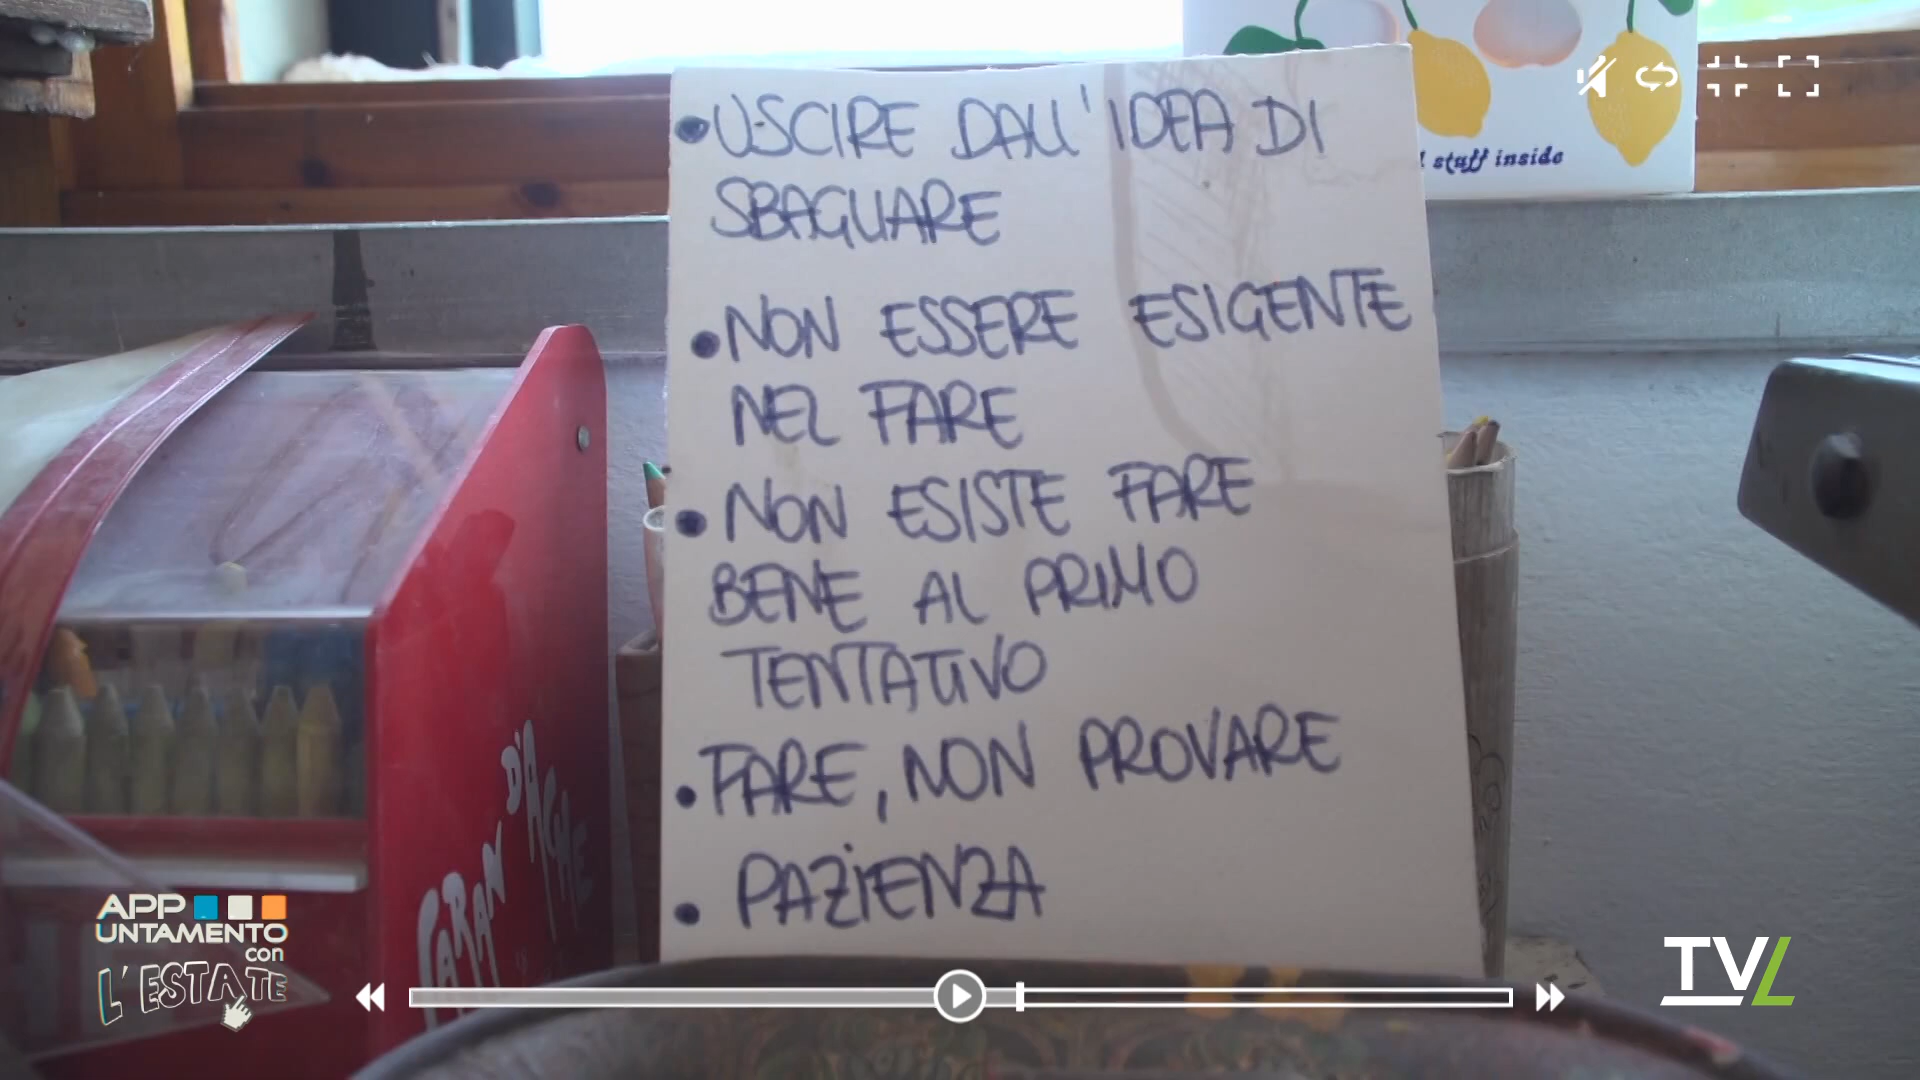 l stuff inside
• USCIRE DALL'IDEA DI
SBAGLIARE
• NON ESSERE ESIGENTE
NEL FARE
• NON ESISTE FARE
BENE AL PRIMO
TENTATIVO
• FARE, NON PROVARE
• PAZIENZA
CARAN D'ACHE
APP
UNTAMENTO
con
L'ESTATE
TVL